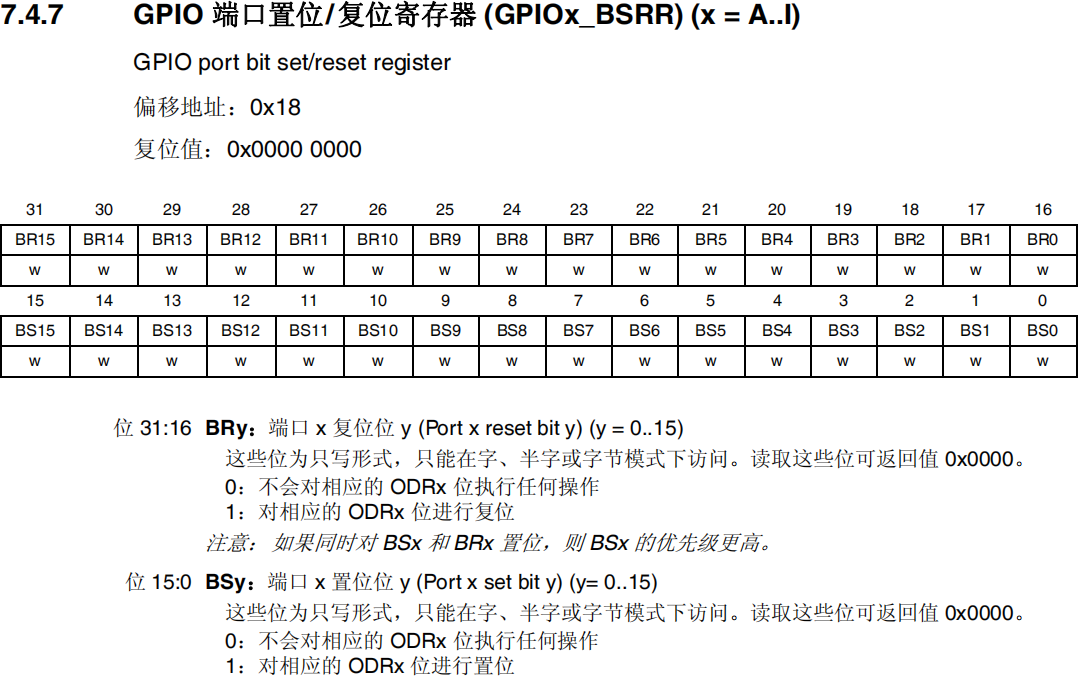 7.4.7 GPIO 端口置位/复位寄存器 (GPIOx_BSRR) (x = A..I)
GPIO port bit set/reset register
偏移地址：0x18
复位值：0x0000 0000
31 30 29 28 27 26 25 24 23 22 21 20 19 18 17 16
BR15 BR14 BR13 BR12 BR11 BR10 BR9 BR8 BR7 BR6 BR5 BR4 BR3 BR2 BR1 BR0
w w w w w w w w w w w w w w w w
15 14 13 12 11 10 9 8 7 6 5 4 3 2 1 0
BS15 BS14 BS13 BS12 BS11 BS10 BS9 BS8 BS7 BS6 BS5 BS4 BS3 BS2 BS1 BS0
w w w w w w w w w w w w w w w w
位 31:16 BRy：端口 x 复位位 y (Port x reset bit y) (y = 0..15)
这些位为只写形式，只能在字、半字或字节模式下访问。读取这些位可返回值 0x0000。
0：不会对相应的 ODRx 位执行任何操作
1：对相应的 ODRx 位进行复位
注意：如果同时对 BSx 和 BRx 置位，则 BSx 的优先级更高。
位 15:0 BSy：端口 x 置位位 y (Port x set bit y) (y= 0..15)
这些位为只写形式，只能在字、半字或字节模式下访问。读取这些位可返回值 0x0000。
0：不会对相应的 ODRx 位执行任何操作
1：对相应的 ODRx 位进行置位